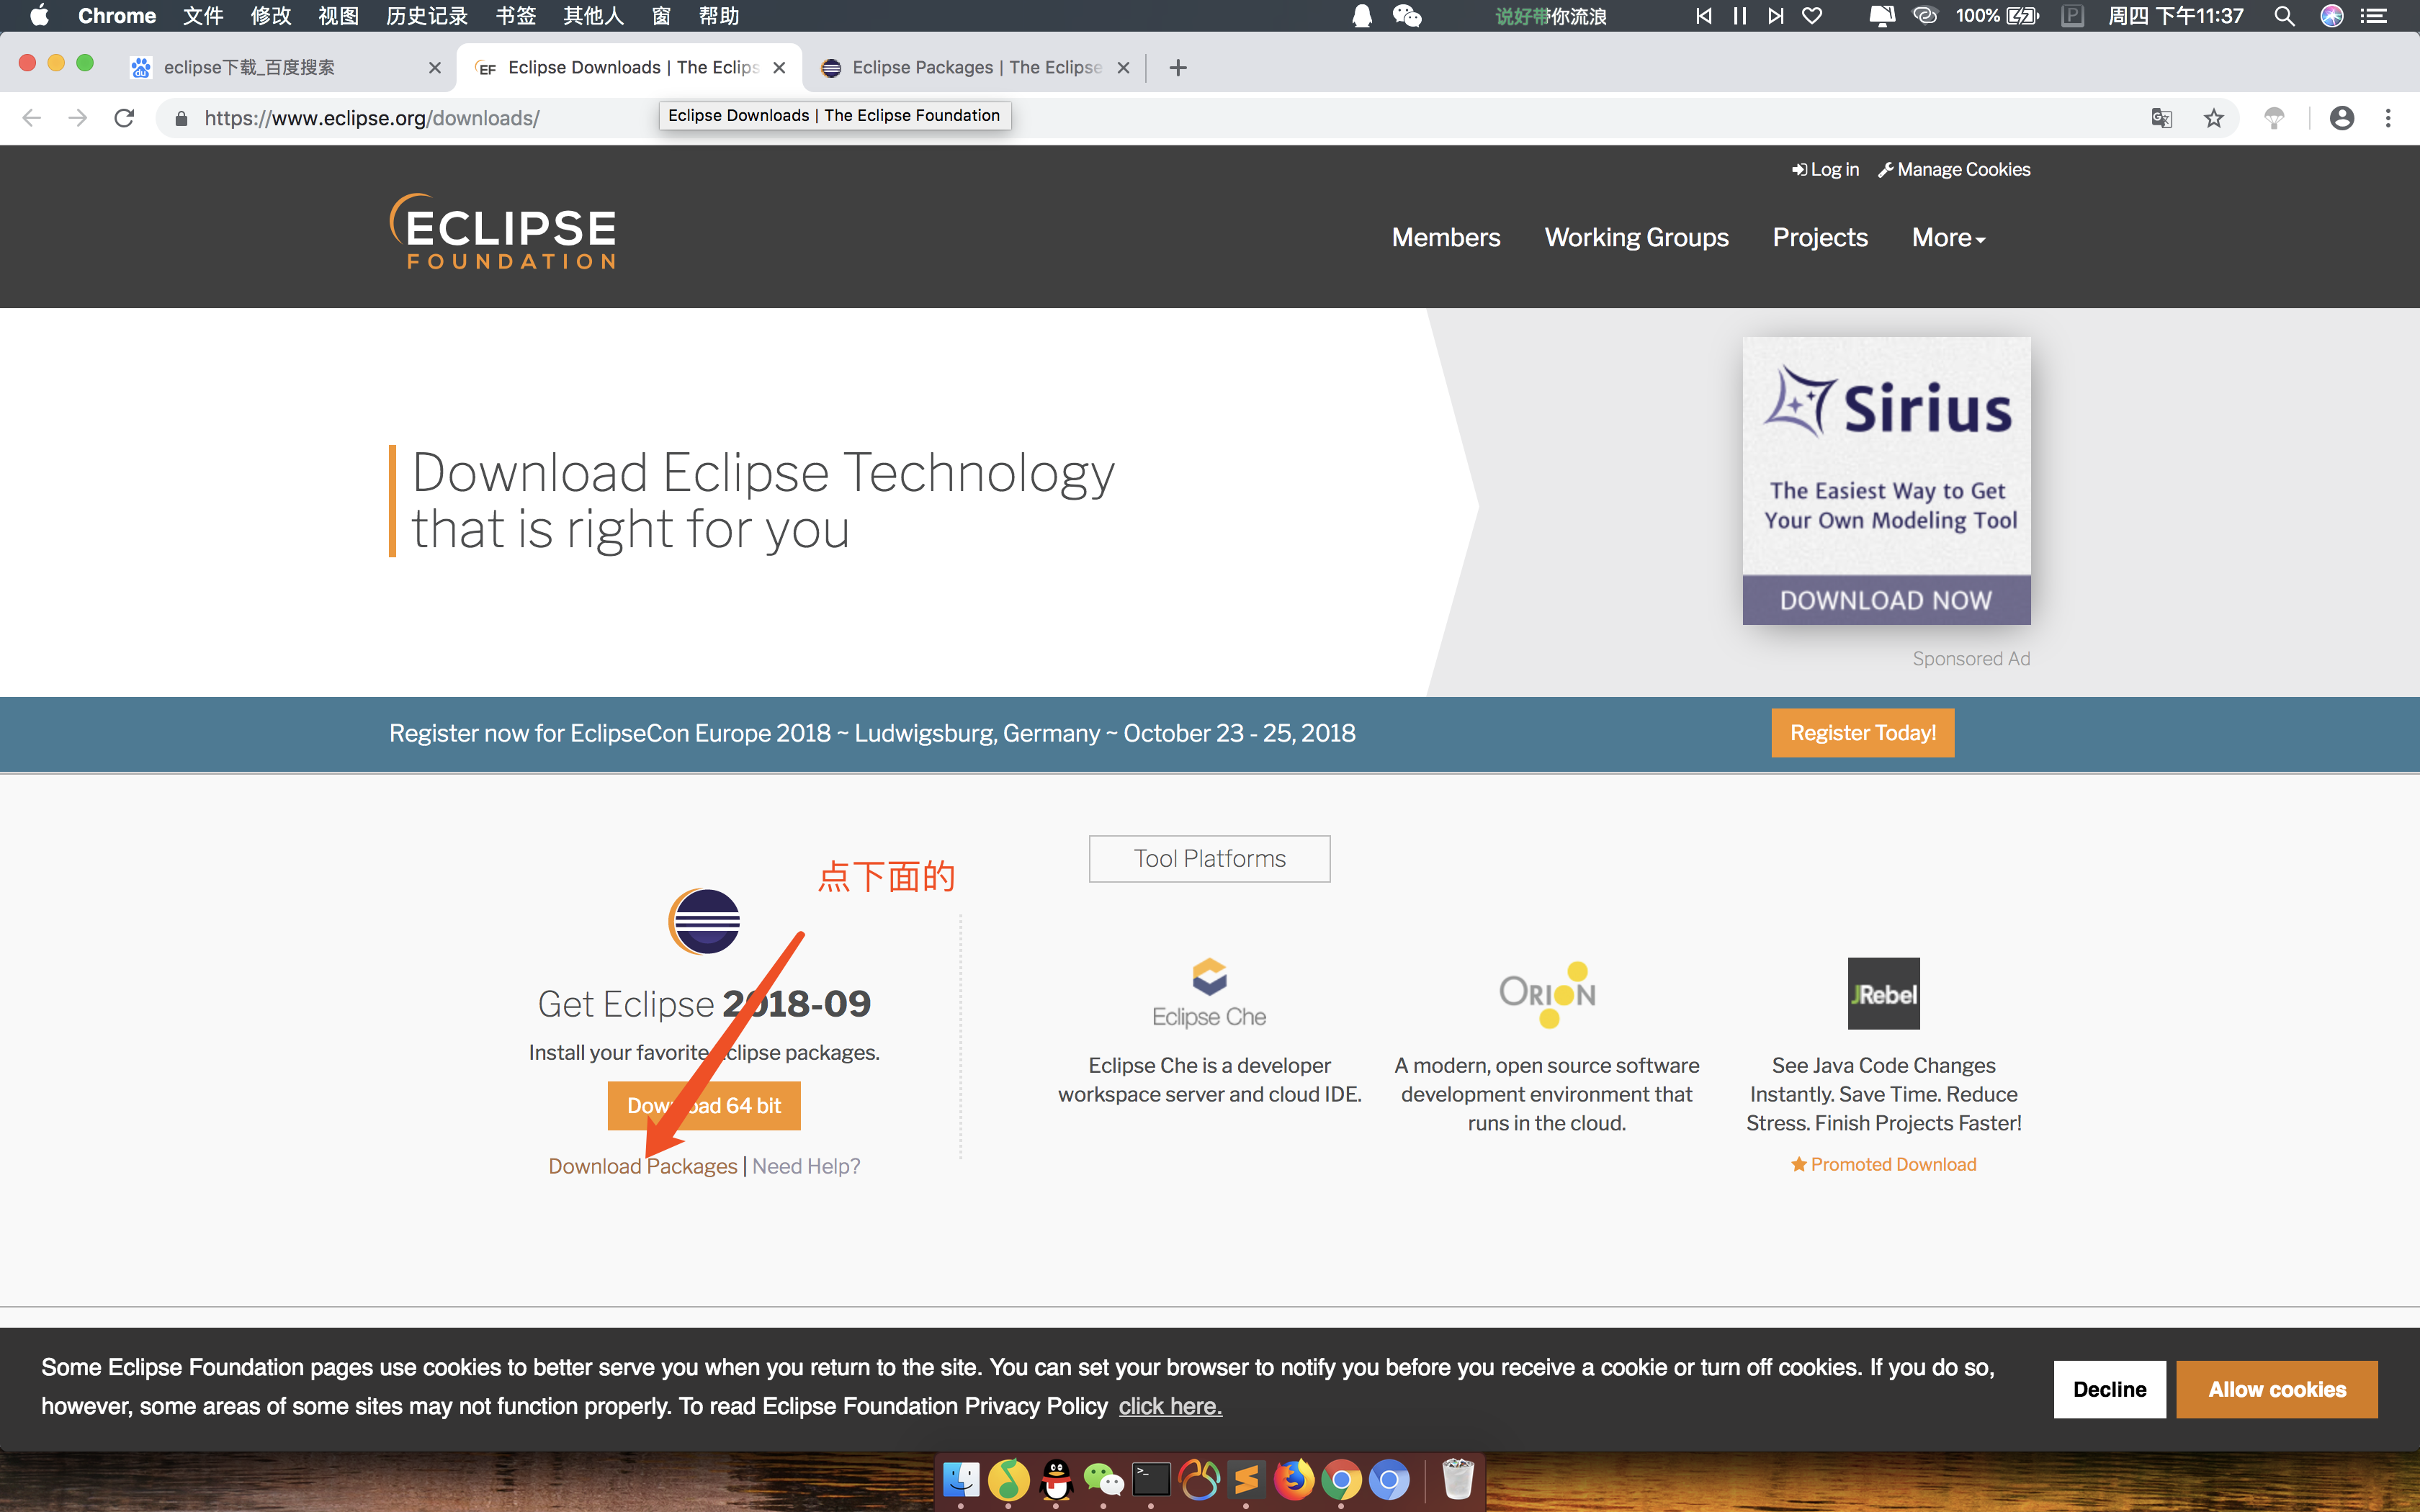 Chrome 文件 修改 视图 历史记录 书签 其他人 窗 帮助 说好带你流浪 100% P 周四 下午11:37
eclipse下载_百度搜索 EF Eclipse Downloads | The Eclips Eclipse Packages | The Eclipse
https://www.eclipse.org/downloads/
Eclipse Downloads | The Eclipse Foundation
Log in Manage Cookies
ECLIPSE
FOUNDATION
Members Working Groups Projects More
Download Eclipse Technology
that is right for you
Sirius
The Easiest Way to Get
Your Own Modeling Tool
DOWNLOAD NOW
Sponsored Ad
Register now for EclipseCon Europe 2018 ~ Ludwigsburg, Germany ~ October 23 - 25, 2018
Register Today!
点下面的
Get Eclipse 2018-09
Install your favorite Eclipse packages.
Download 64 bit
Download Packages | Need Help?
Tool Platforms
Eclipse Che
Eclipse Che is a developer
workspace server and cloud IDE.
ORION
A modern, open source software
development environment that
runs in the cloud.
JRebel
See Java Code Changes
Instantly. Save Time. Reduce
Stress. Finish Projects Faster!
Promoted Download
Some Eclipse Foundation pages use cookies to better serve you when you return to the site. You can set your browser to notify you before you receive a cookie or turn off cookies. If you do so,
however, some areas of some sites may not function properly. To read Eclipse Foundation Privacy Policy click here.
Decline
Allow cookies